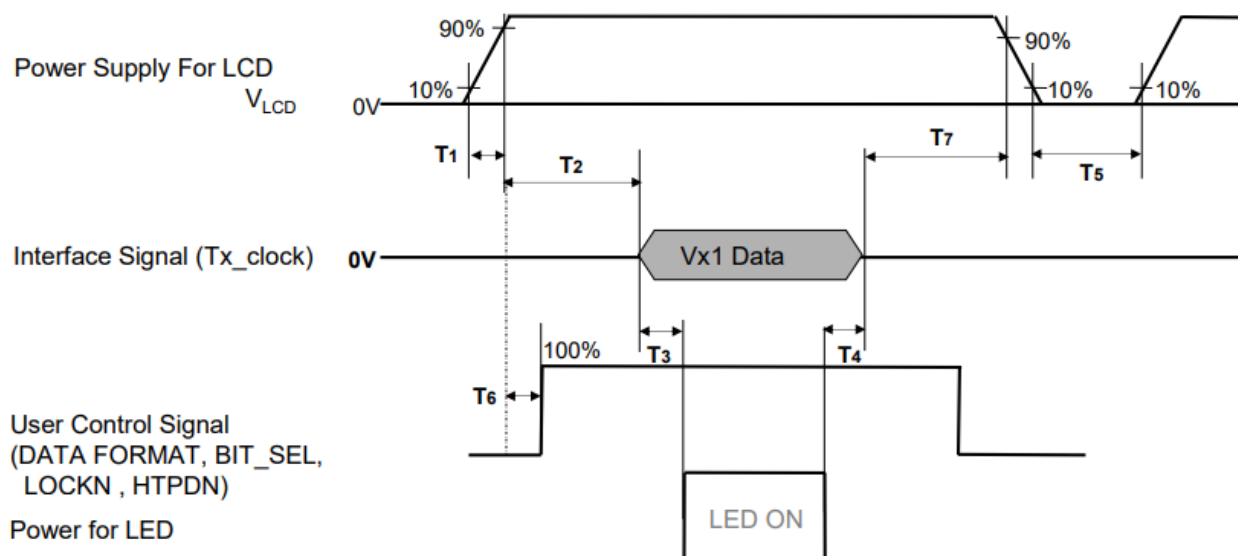 90%
90%
Power Supply For LCD
V_LCD
10%
0V
10%
10%
T1
T2
T7
T5
Interface Signal (Tx_clock)
0V
Vx1 Data
100%
T3
T4
T6
User Control Signal
(DATA FORMAT, BIT_SEL,
LOCKN , HTPDN)
Power for LED
LED ON